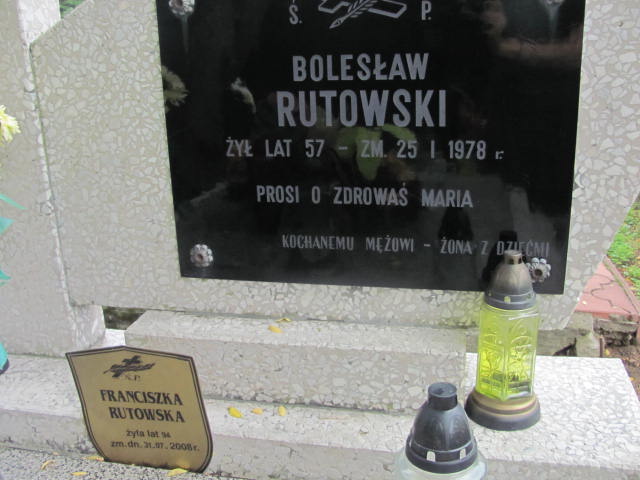 Ś. P.
BOLESŁAW
RUTOWSKI
ŻYŁ LAT 57 - ZM. 25 I 1978 r.
PROSI O ZDROWAŚ MARIA
KOCHANEMU MĘŻOWI - ŻONA Z DZIEĆMI
Ś.P.
FRANCISZKA
RUTOWSKA
żyła lat 94
zm. dn. 31.07.2008 r.